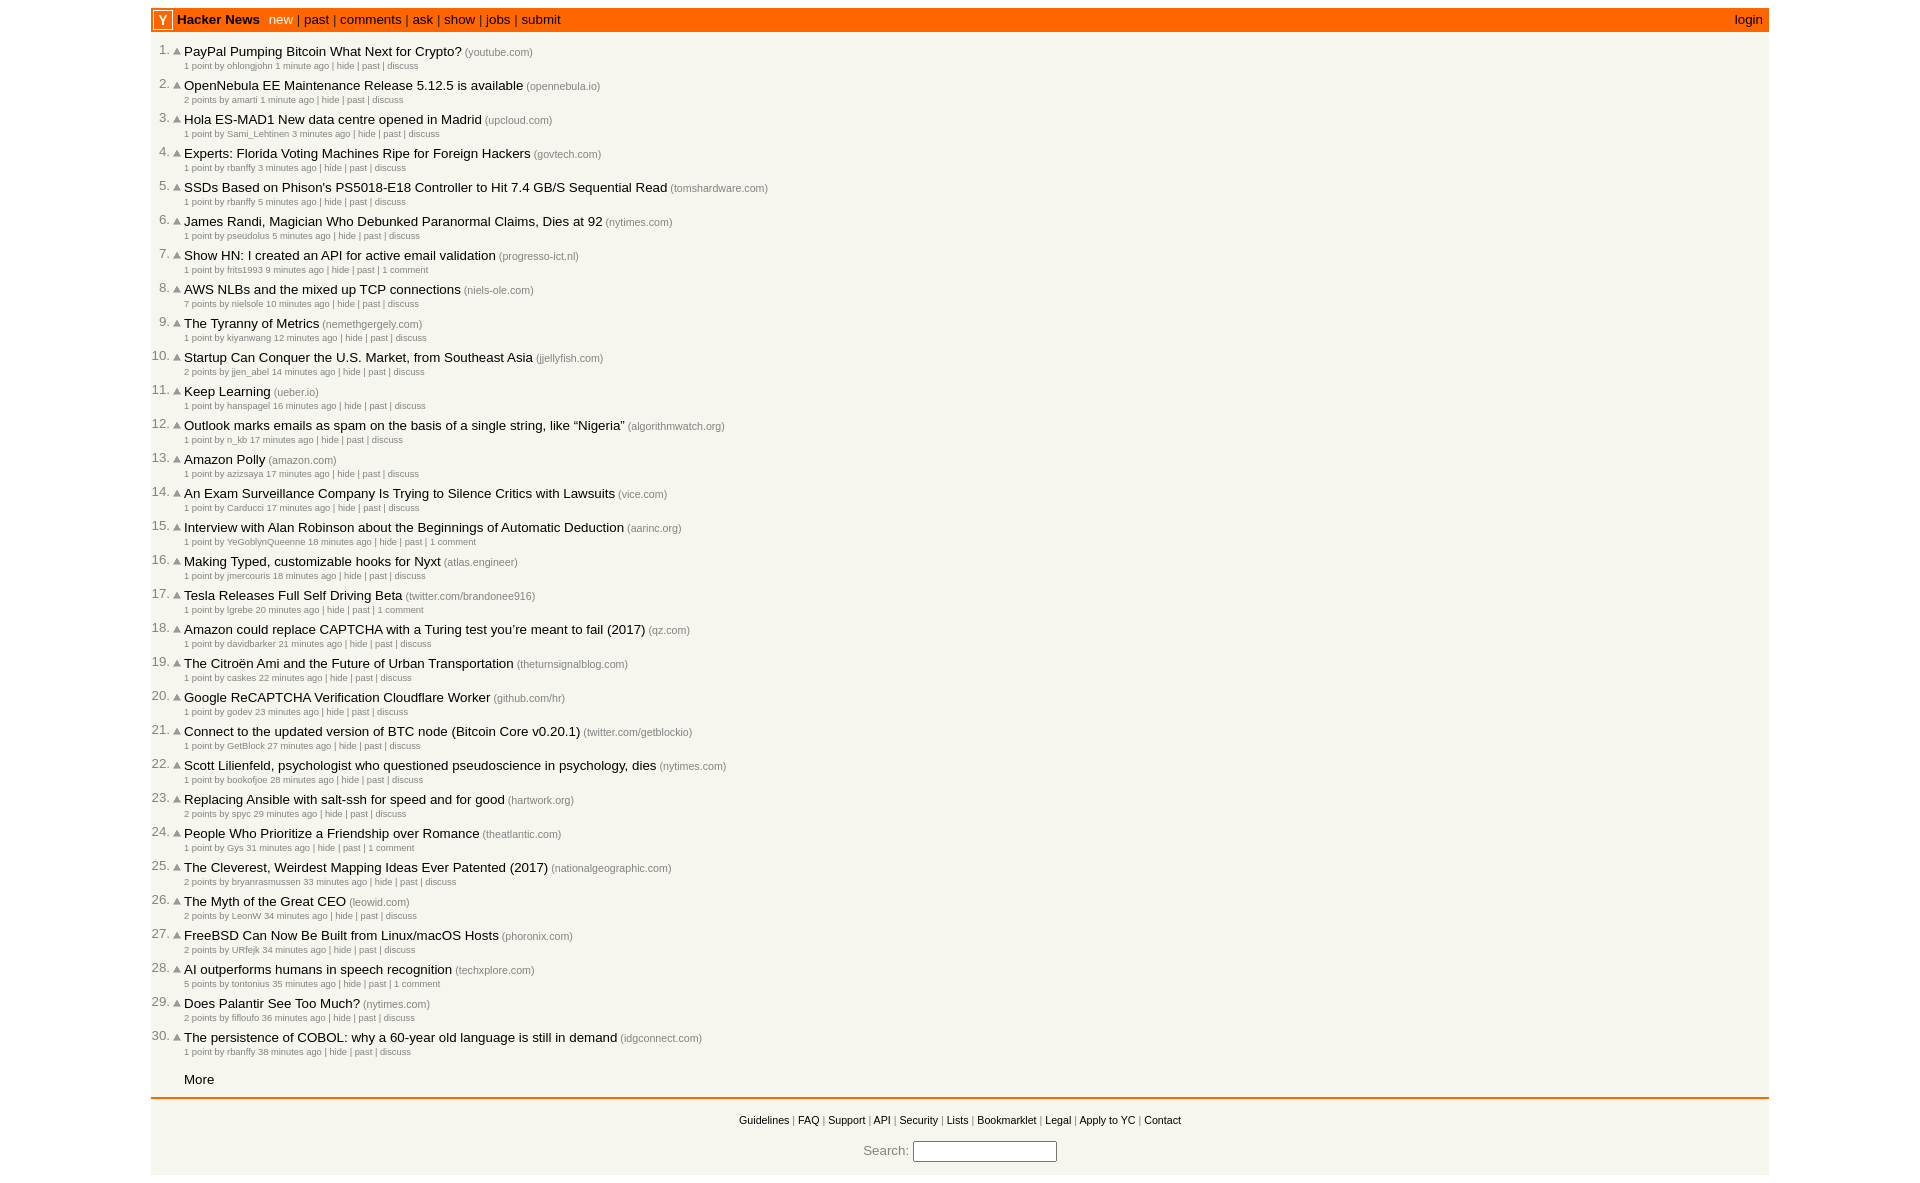 Y Hacker News new | past | comments | ask | show | jobs | submit login
1. PayPal Pumping Bitcoin What Next for Crypto? (youtube.com)
1 point by ohlongjohn 1 minute ago | hide | past | discuss
2. OpenNebula EE Maintenance Release 5.12.5 is available (opennebula.io)
2 points by amarti 1 minute ago | hide | past | discuss
3. Hola ES-MAD1 New data centre opened in Madrid (upcloud.com)
1 point by Sami_Lehtinen 3 minutes ago | hide | past | discuss
4. Experts: Florida Voting Machines Ripe for Foreign Hackers (govtech.com)
1 point by rbanffy 3 minutes ago | hide | past | discuss
5. SSDs Based on Phison's PS5018-E18 Controller to Hit 7.4 GB/S Sequential Read (tomshardware.com)
1 point by rbanffy 5 minutes ago | hide | past | discuss
6. James Randi, Magician Who Debunked Paranormal Claims, Dies at 92 (nytimes.com)
1 point by pseudolus 5 minutes ago | hide | past | discuss
7. Show HN: I created an API for active email validation (progresso-ict.nl)
1 point by frits1993 9 minutes ago | hide | past | 1 comment
8. AWS NLBs and the mixed up TCP connections (niels-ole.com)
7 points by nielsole 10 minutes ago | hide | past | discuss
9. The Tyranny of Metrics (nemethgergely.com)
1 point by kiyanwang 12 minutes ago | hide | past | discuss
10. Startup Can Conquer the U.S. Market, from Southeast Asia (jjellyfish.com)
2 points by jjen_abel 14 minutes ago | hide | past | discuss
11. Keep Learning (ueber.io)
1 point by hanspagel 16 minutes ago | hide | past | discuss
12. Outlook marks emails as spam on the basis of a single string, like “Nigeria” (algorithmwatch.org)
1 point by n_kb 17 minutes ago | hide | past | discuss
13. Amazon Polly (amazon.com)
1 point by azizsaya 17 minutes ago | hide | past | discuss
14. An Exam Surveillance Company Is Trying to Silence Critics with Lawsuits (vice.com)
1 point by Carducci 17 minutes ago | hide | past | discuss
15. Interview with Alan Robinson about the Beginnings of Automatic Deduction (aarinc.org)
1 point by YeGoblynQueenne 18 minutes ago | hide | past | 1 comment
16. Making Typed, customizable hooks for Nyxt (atlas.engineer)
1 point by jmercouris 18 minutes ago | hide | past | discuss
17. Tesla Releases Full Self Driving Beta (twitter.com/brandonee916)
1 point by lgrebe 20 minutes ago | hide | past | 1 comment
18. Amazon could replace CAPTCHA with a Turing test you’re meant to fail (2017) (qz.com)
1 point by davidbarker 21 minutes ago | hide | past | discuss
19. The Citroën Ami and the Future of Urban Transportation (theturnsignalblog.com)
1 point by caskes 22 minutes ago | hide | past | discuss
20. Google ReCAPTCHA Verification Cloudflare Worker (github.com/hr)
1 point by godev 23 minutes ago | hide | past | discuss
21. Connect to the updated version of BTC node (Bitcoin Core v0.20.1) (twitter.com/getblockio)
1 point by GetBlock 27 minutes ago | hide | past | discuss
22. Scott Lilienfeld, psychologist who questioned pseudoscience in psychology, dies (nytimes.com)
1 point by bookofjoe 28 minutes ago | hide | past | discuss
23. Replacing Ansible with salt-ssh for speed and for good (hartwork.org)
2 points by spyc 29 minutes ago | hide | past | discuss
24. People Who Prioritize a Friendship over Romance (theatlantic.com)
1 point by Gys 31 minutes ago | hide | past | 1 comment
25. The Cleverest, Weirdest Mapping Ideas Ever Patented (2017) (nationalgeographic.com)
2 points by bryanrasmussen 33 minutes ago | hide | past | discuss
26. The Myth of the Great CEO (leowid.com)
2 points by LeonW 34 minutes ago | hide | past | discuss
27. FreeBSD Can Now Be Built from Linux/macOS Hosts (phoronix.com)
2 points by URfejk 34 minutes ago | hide | past | discuss
28. AI outperforms humans in speech recognition (techxplore.com)
5 points by tontonius 35 minutes ago | hide | past | 1 comment
29. Does Palantir See Too Much? (nytimes.com)
2 points by fifloufo 36 minutes ago | hide | past | discuss
30. The persistence of COBOL: why a 60-year old language is still in demand (idgconnect.com)
1 point by rbanffy 38 minutes ago | hide | past | discuss
More
Guidelines | FAQ | Support | API | Security | Lists | Bookmarklet | Legal | Apply to YC | Contact
Search: